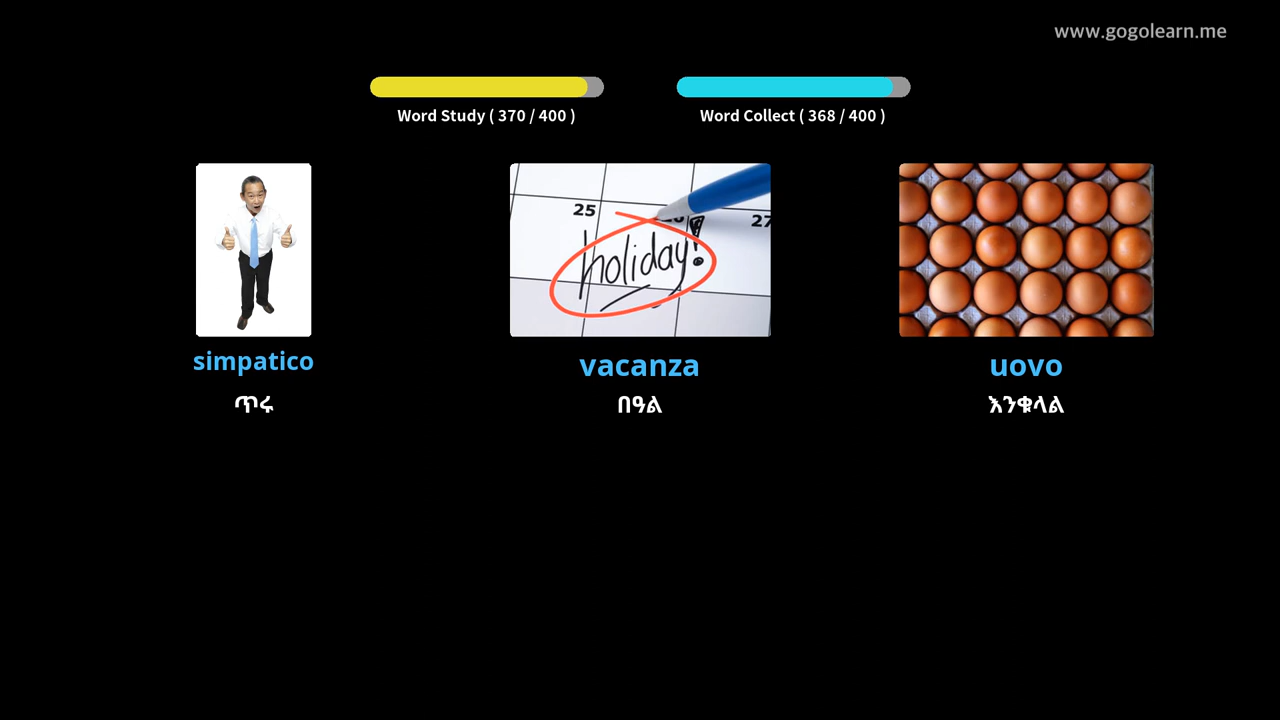 www.gogolearn.me
Word Study ( 370 / 400 )
Word Collect ( 368 / 400 )
25
27
holiday!
simpatico
vacanza
uovo
ጥሩ
በዓል
እንቁላል